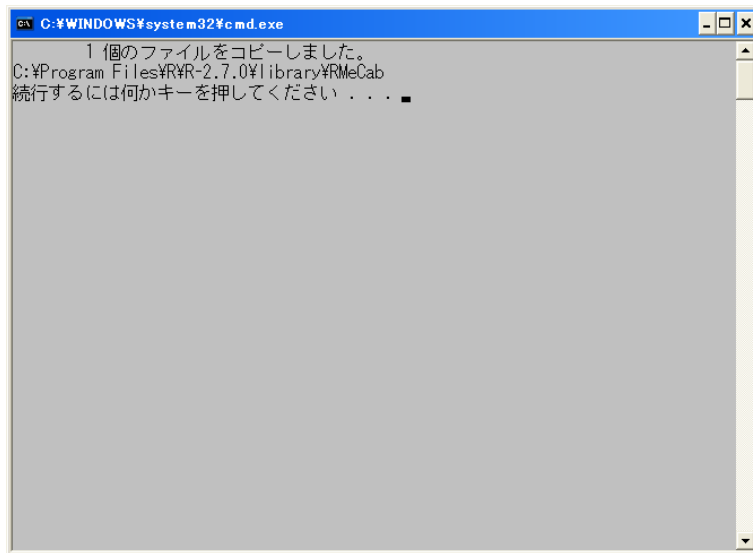 C:¥WINDOWS¥system32¥cmd.exe
1 個のファイルをコピーしました。
C:¥Program Files¥R¥R-2.7.0¥library¥RMeCab
続行するには何かキーを押してください . . .